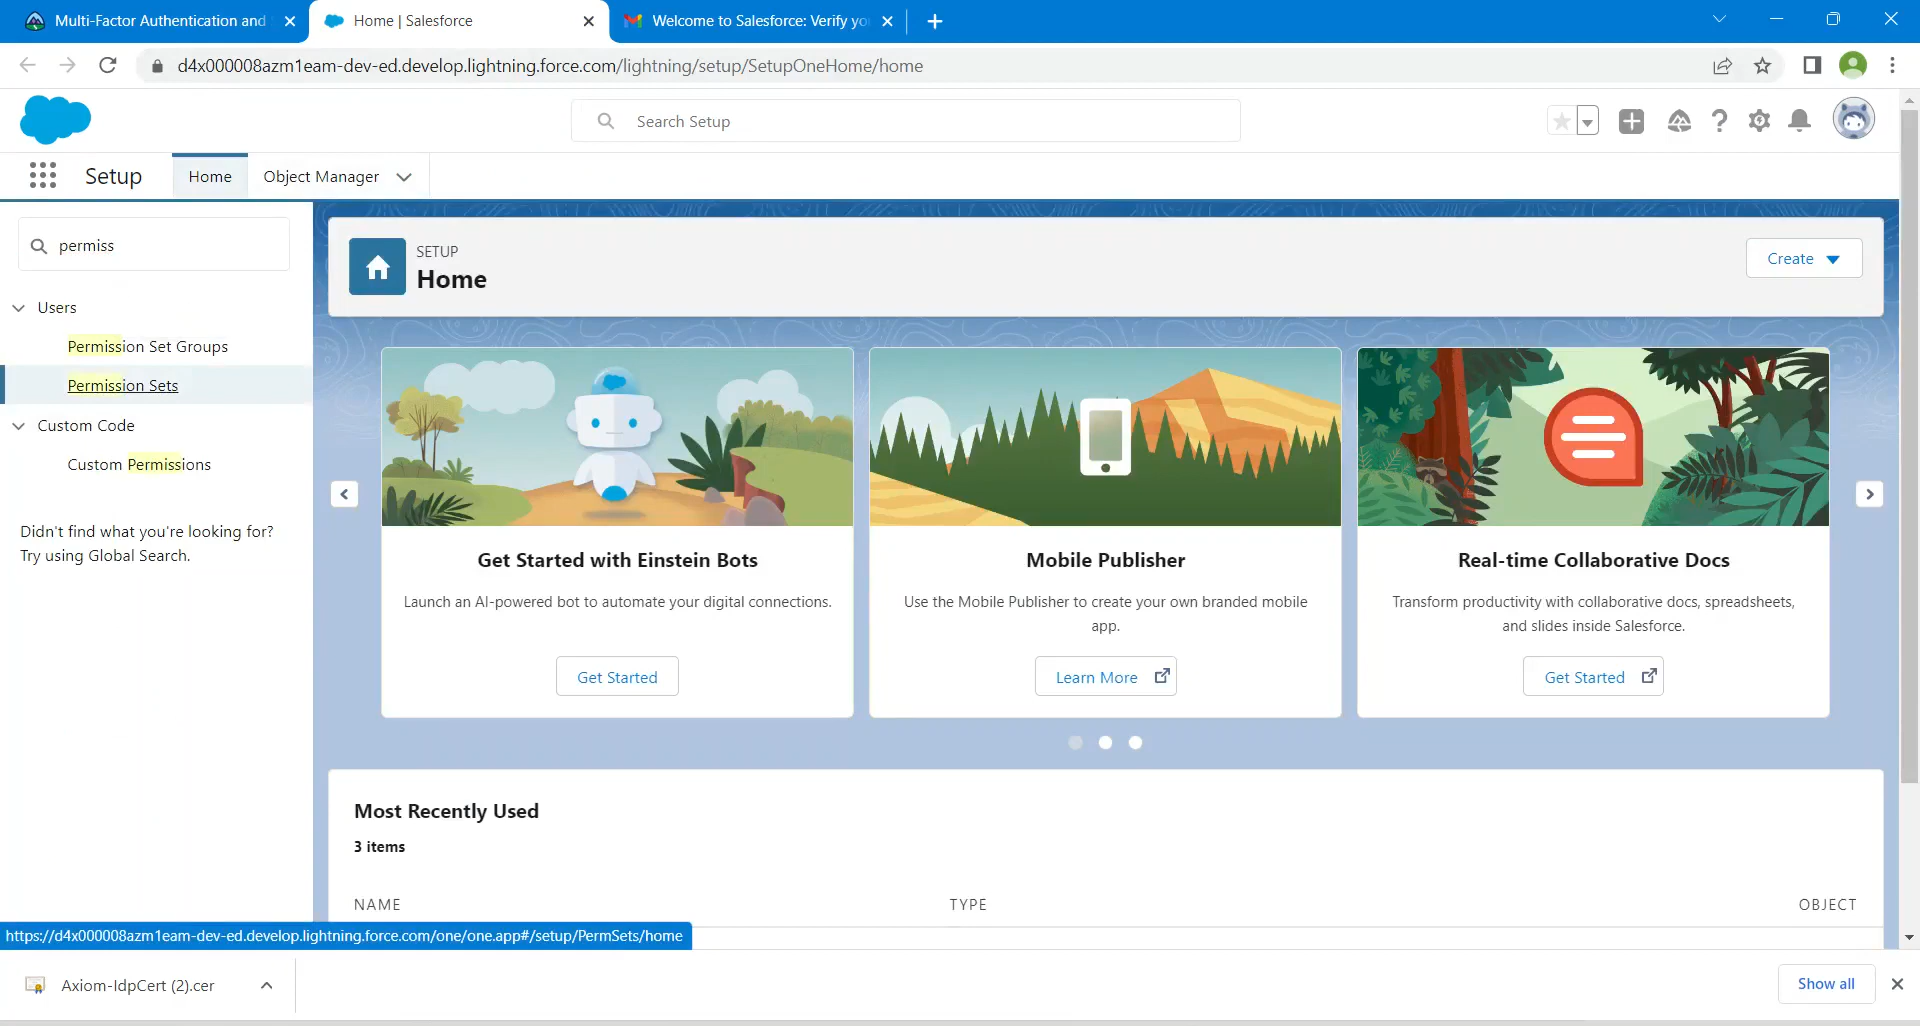 Multi-Factor Authentication and
Home | Salesforce
Welcome to Salesforce: Verify yo
d4x000008azm1eam-dev-ed.develop.lightning.force.com/lightning/setup/SetupOneHome/home
Search Setup
Setup
Home
Object Manager
permiss
Users
Permission Set Groups
Permission Sets
Custom Code
Custom Permissions
Didn't find what you're looking for?
Try using Global Search.
SETUP
Home
Create
Get Started with Einstein Bots
Launch an AI-powered bot to automate your digital connections.
Get Started
Mobile Publisher
Use the Mobile Publisher to create your own branded mobile
app.
Learn More
Real-time Collaborative Docs
Transform productivity with collaborative docs, spreadsheets,
and slides inside Salesforce.
Get Started
Most Recently Used
3 items
NAME
TYPE
OBJECT
https://d4x000008azm1eam-dev-ed.develop.lightning.force.com/one/one.app#/setup/PermSets/home
Axiom-IdpCert (2).cer
Show all